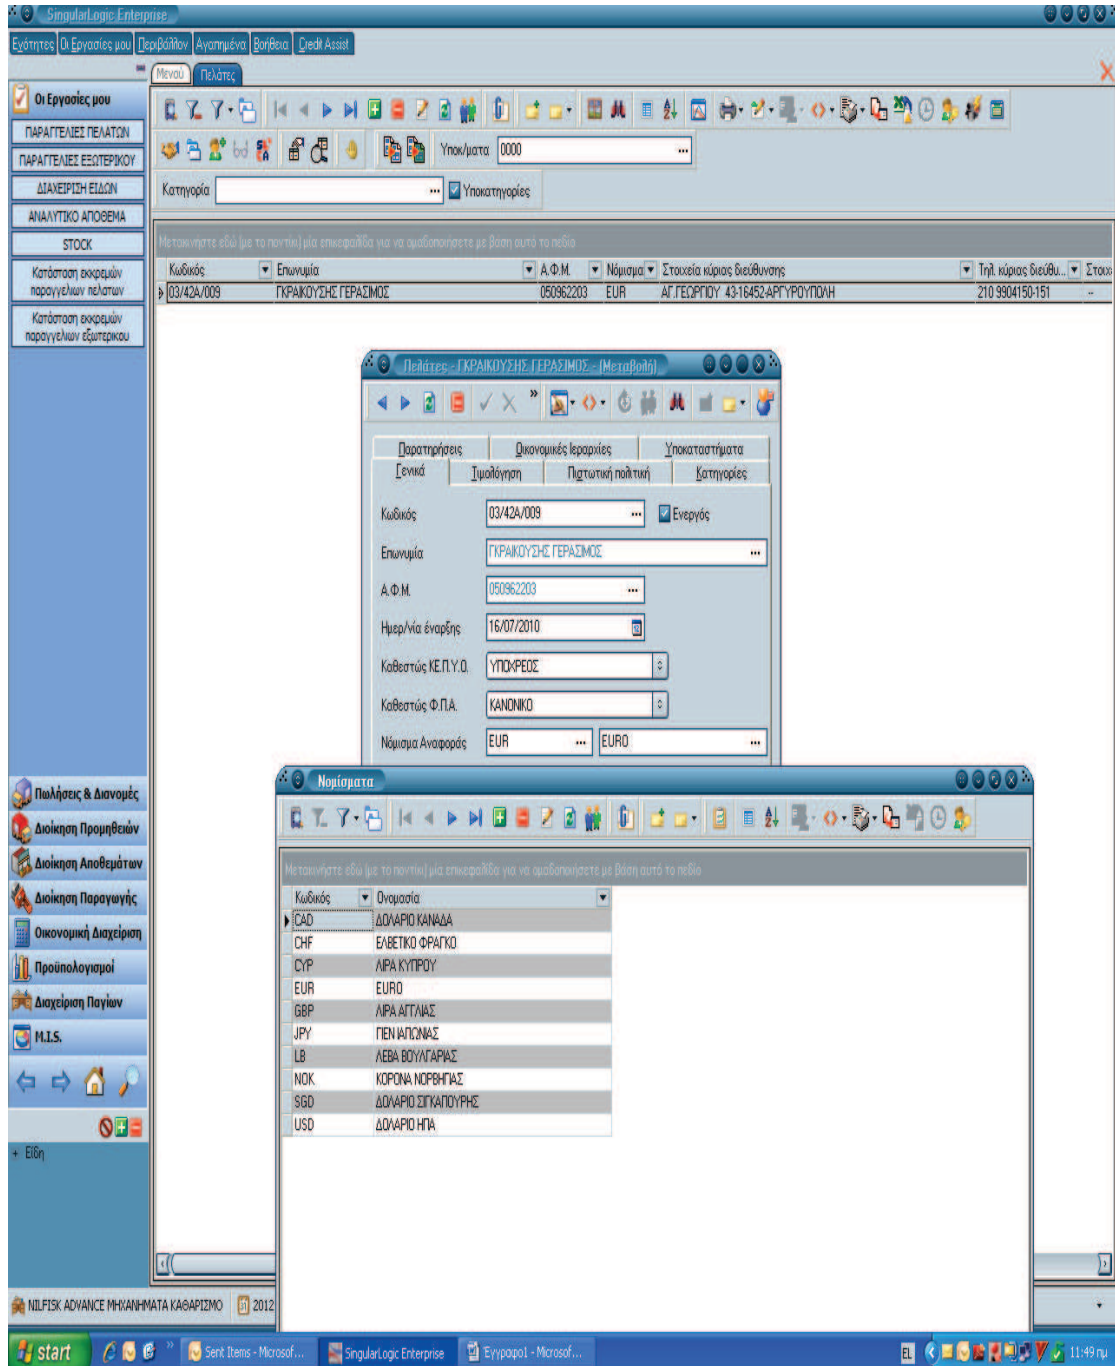 SingularLogic Enterprise
Ενότητες Οι Εργασίες μου Περιβάλλον Αγαπημένα Βοήθεια Credit Assist
Μενού Πελάτες
Οι Εργασίες μου
ΠΑΡΑΓΓΕΛΙΕΣ ΠΕΛΑΤΩΝ
ΠΑΡΑΓΓΕΛΙΕΣ ΕΞΩΤΕΡΙΚΟΥ
ΔΙΑΧΕΙΡΙΣΗ ΕΙΔΩΝ
ΑΝΑΛΥΤΙΚΟ ΑΠΟΘΕΜΑ
STOCK
Κατάσταση εκκρεμών παραγγελιων πελατων
Κατάσταση εκκρεμών παραγγελιων εξωτερικου
Υποκ/ματα 0000 ...
Κατηγορία ... Υποκατηγορίες
Μετακινήστε εδώ (με το ποντίκι) μία επικεφαλίδα για να ομαδοποιήσετε με βάση αυτό το πεδίο
Κωδικός Επωνυμία Α.Φ.Μ. Νόμισμα Στοιχεία κύριας διεύθυνσης Τηλ. κύριας διεύθυ... Στοιχ
03/42Α/009 ΓΚΡΑΙΚΟΥΣΗΣ ΓΕΡΑΣΙΜΟΣ 050962203 EUR ΑΓ.ΓΕΩΡΓΙΟΥ 43-16452-ΑΡΓΥΡΟΥΠΟΛΗ 210 9904150-151 --
Πελάτες - ΓΚΡΑΙΚΟΥΣΗΣ ΓΕΡΑΣΙΜΟΣ - (Μεταβολή)
Παρατηρήσεις Οικονομικές Ιεραρχίες Υποκαταστήματα
Γενικά Τιμολόγηση Πιστωτική πολιτική Κατηγορίες
Κωδικός 03/42Α/009 ... Ενεργός
Επωνυμία ΓΚΡΑΙΚΟΥΣΗΣ ΓΕΡΑΣΙΜΟΣ ...
Α.Φ.Μ. 050962203 ...
Ημερ/νία έναρξης 16/07/2010
Καθεστώς ΚΕ.Π.Υ.Ο. ΥΠΟΧΡΕΟΣ
Καθεστώς Φ.Π.Α. ΚΑΝΟΝΙΚΟ
Νόμισμα Αναφοράς EUR ... EURO ...
Νομίσματα
Μετακινήστε εδώ (με το ποντίκι) μία επικεφαλίδα για να ομαδοποιήσετε με βάση αυτό το πεδίο
Κωδικός Ονομασία
CAD ΔΟΛΑΡΙΟ ΚΑΝΑΔΑ
CHF ΕΛΒΕΤΙΚΟ ΦΡΑΓΚΟ
CYP ΛΙΡΑ ΚΥΠΡΟΥ
EUR EURO
GBP ΛΙΡΑ ΑΓΓΛΙΑΣ
JPY ΓΙΕΝ ΙΑΠΩΝΙΑΣ
LB ΛΕΒΑ ΒΟΥΛΓΑΡΙΑΣ
NOK ΚΟΡΟΝΑ ΝΟΡΒΗΓΙΑΣ
SGD ΔΟΛΑΡΙΟ ΣΙΓΚΑΠΟΥΡΗΣ
USD ΔΟΛΑΡΙΟ ΗΠΑ
Πωλήσεις & Διανομές
Διοίκηση Προμηθειών
Διοίκηση Αποθεμάτων
Διοίκηση Παραγωγής
Οικονομική Διαχείριση
Προϋπολογισμοί
Διαχείριση Παγίων
M.I.S.
+ Είδη
NILFISK ADVANCE ΜΗΧΑΝΗΜΑΤΑ ΚΑΘΑΡΙΣΜΟ 2012
start Sent Items - Microsof... SingularLogic Enterprise Έγγραφο1 - Microsof... EL 11:49 πμ